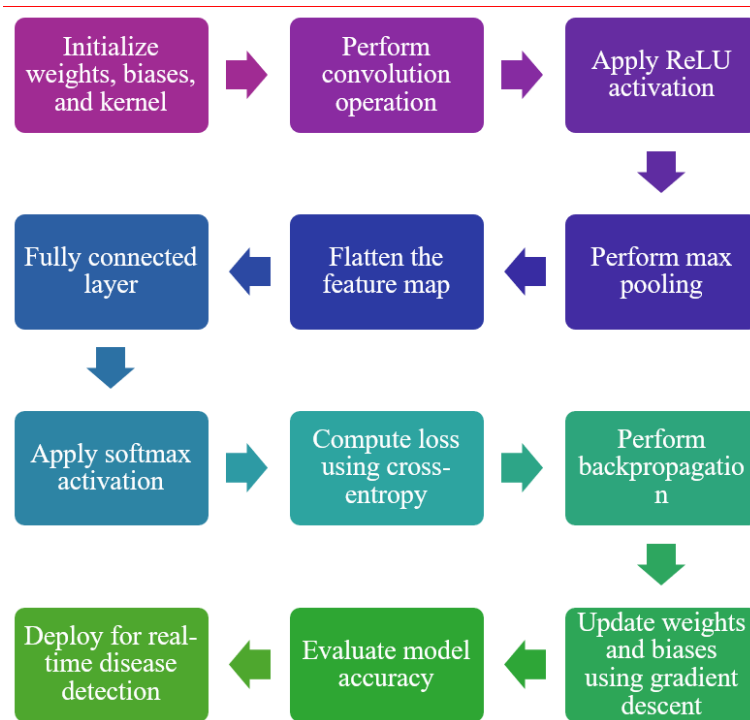 Initialize
weights, biases,
and kernel
Perform
convolution
operation
Apply ReLU
activation
Perform max
pooling
Flatten the
feature map
Fully connected
layer
Apply softmax
activation
Compute loss
using cross-
entropy
Perform
backpropagatio
n
Update weights
and biases
using gradient
descent
Evaluate model
accuracy
Deploy for real-
time disease
detection